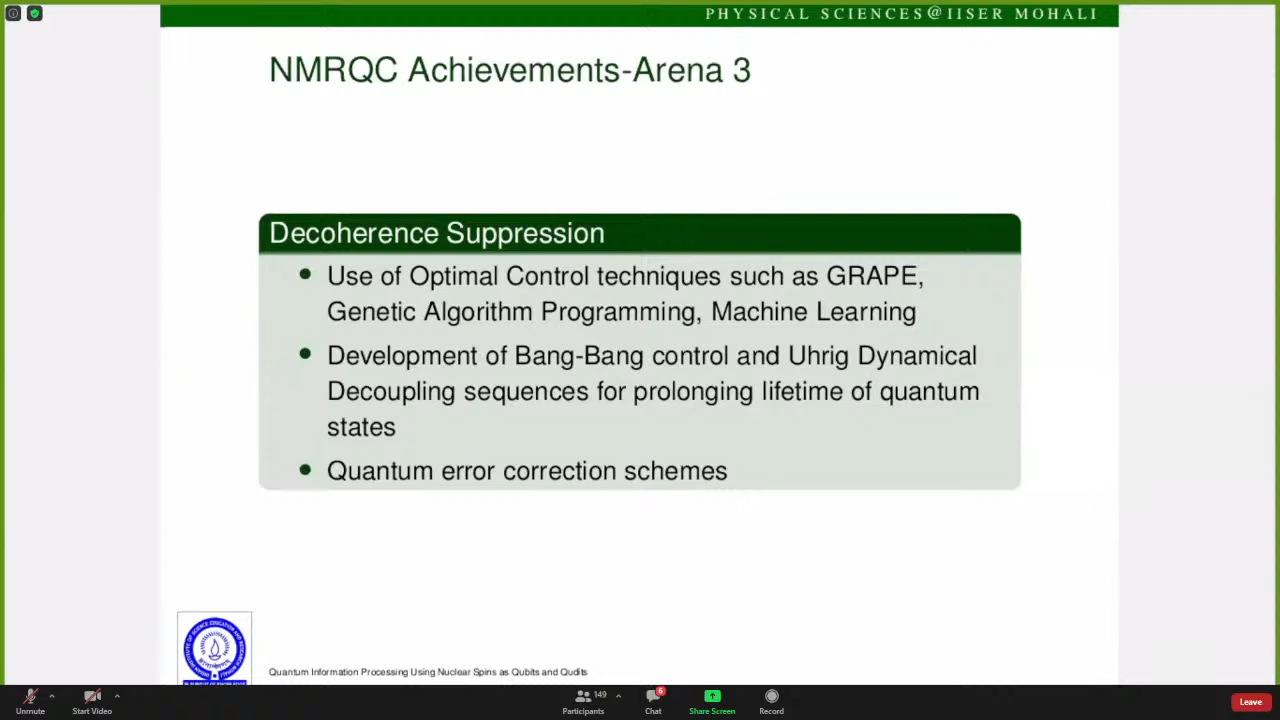 PHYSICAL SCIENCES@IISER MOHALI
NMRQC Achievements-Arena 3
Decoherence Suppression
• Use of Optimal Control techniques such as GRAPE,
Genetic Algorithm Programming, Machine Learning
• Development of Bang-Bang control and Uhrig Dynamical
Decoupling sequences for prolonging lifetime of quantum
states
• Quantum error correction schemes
Quantum Information Processing Using Nuclear Spins as Qubits and Qudits
Unmute
Start Video
149
Participants
6
Chat
Share Screen
Record
Leave